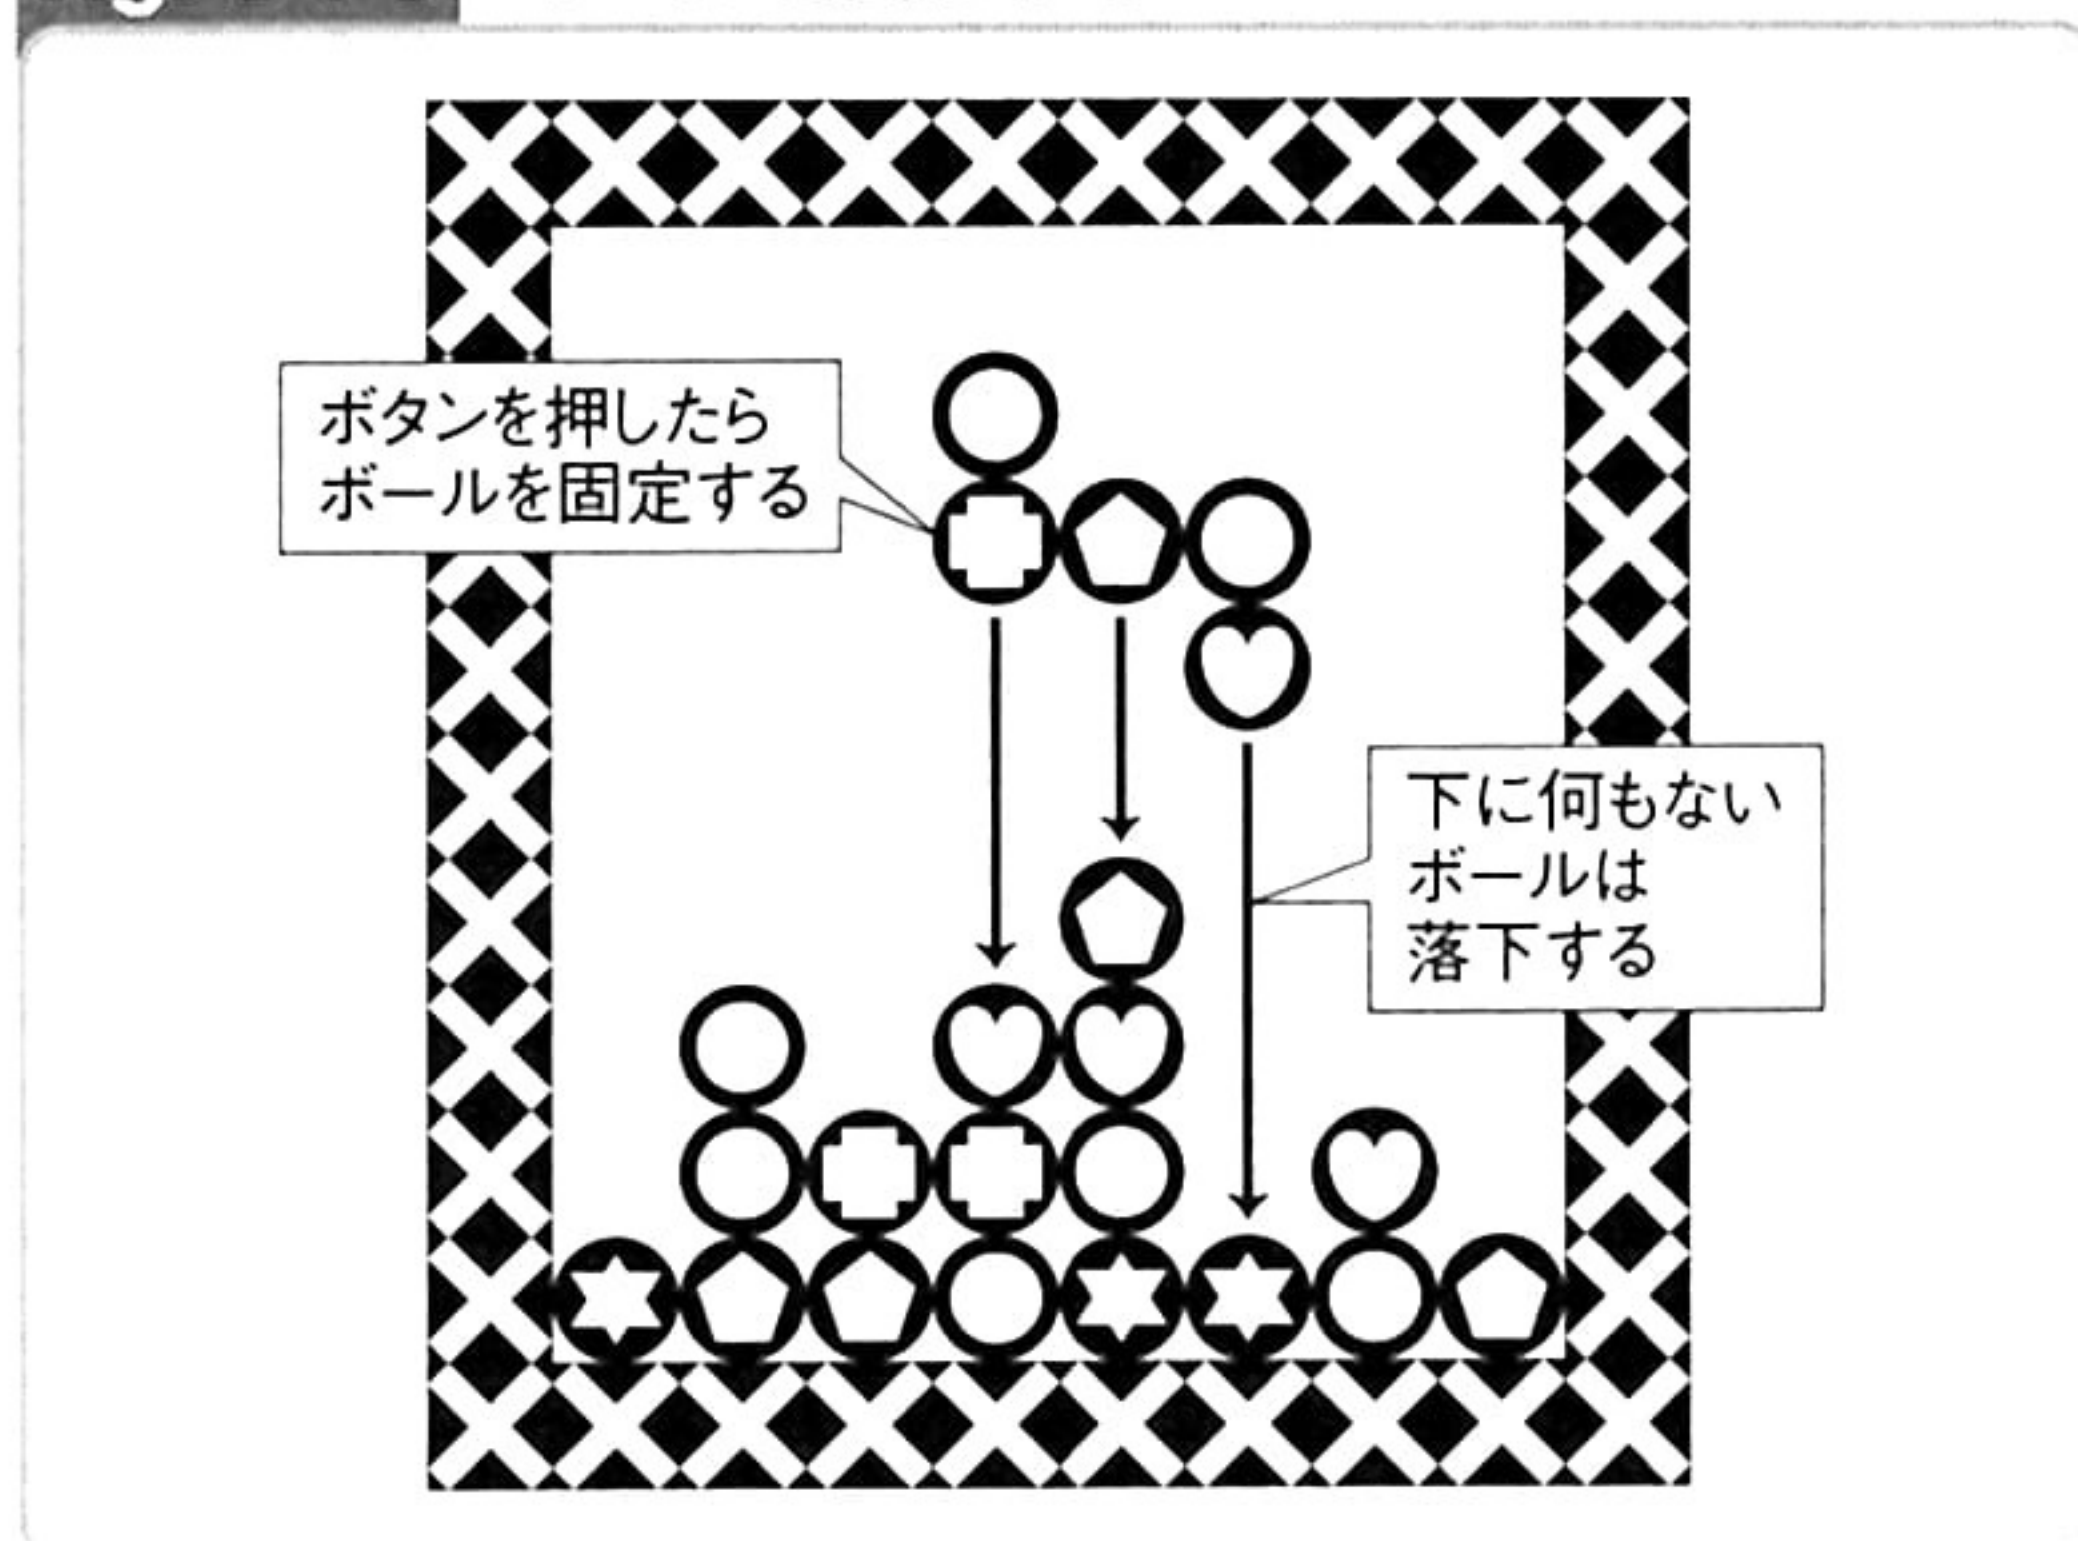 ボタンを押したら
ボールを固定する
下に何もない
ボールは
落下する